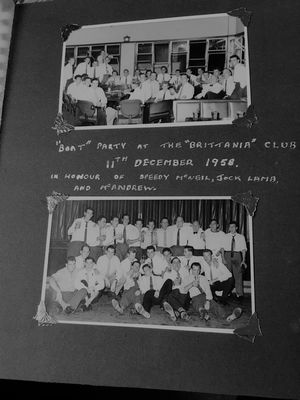 "BOAT" PARTY AT THE "BRITTANIA" CLUB
11TH DECEMBER 1958.
IN HONOUR OF SPEEDY McNEIL, JOCK LAMB,
AND McANDREW.